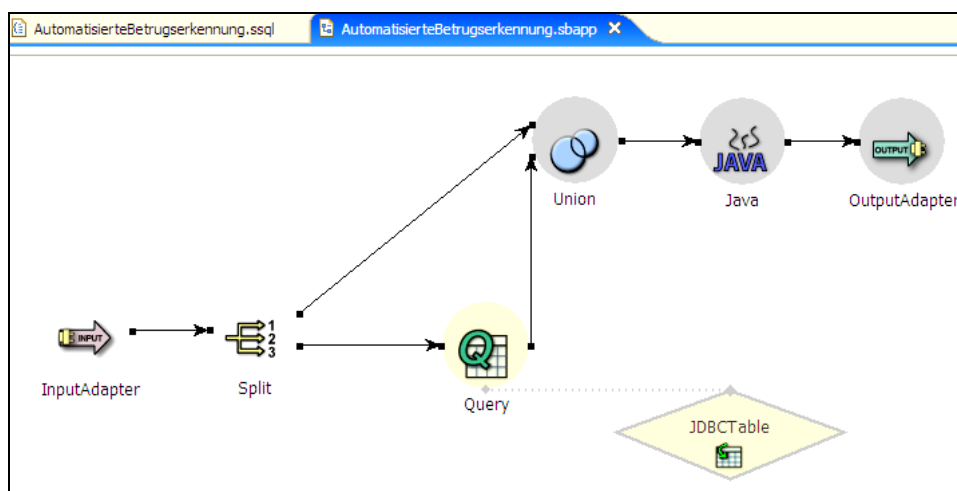 AutomatisierteBetrugserkennung.ssql
AutomatisierteBetrugserkennung.sbapp
JAVA
OUTPUT
Union
Java
OutputAdapter
INPUT
1
2
3
Q
InputAdapter
Split
Query
JDBCTable